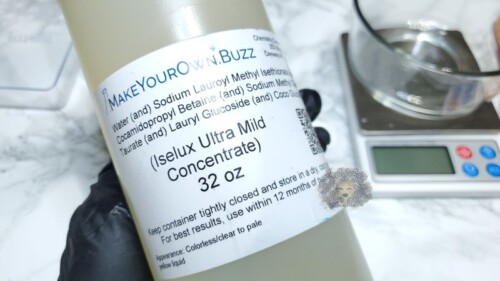 MAKEYOUROWN.BUZZ
Water (and) Sodium Lauroyl Methyl Isethionate
Cocamidopropyl Betaine (and) Sodium Methyl
Taurate (and) Lauryl Glucoside (and) Coco
(Iselux Ultra Mild
Concentrate)
32 oz
Keep container tightly closed and store in a dry,
For best results, use within 12 months of
Appearance: Colorless/clear to pale
yellow liquid